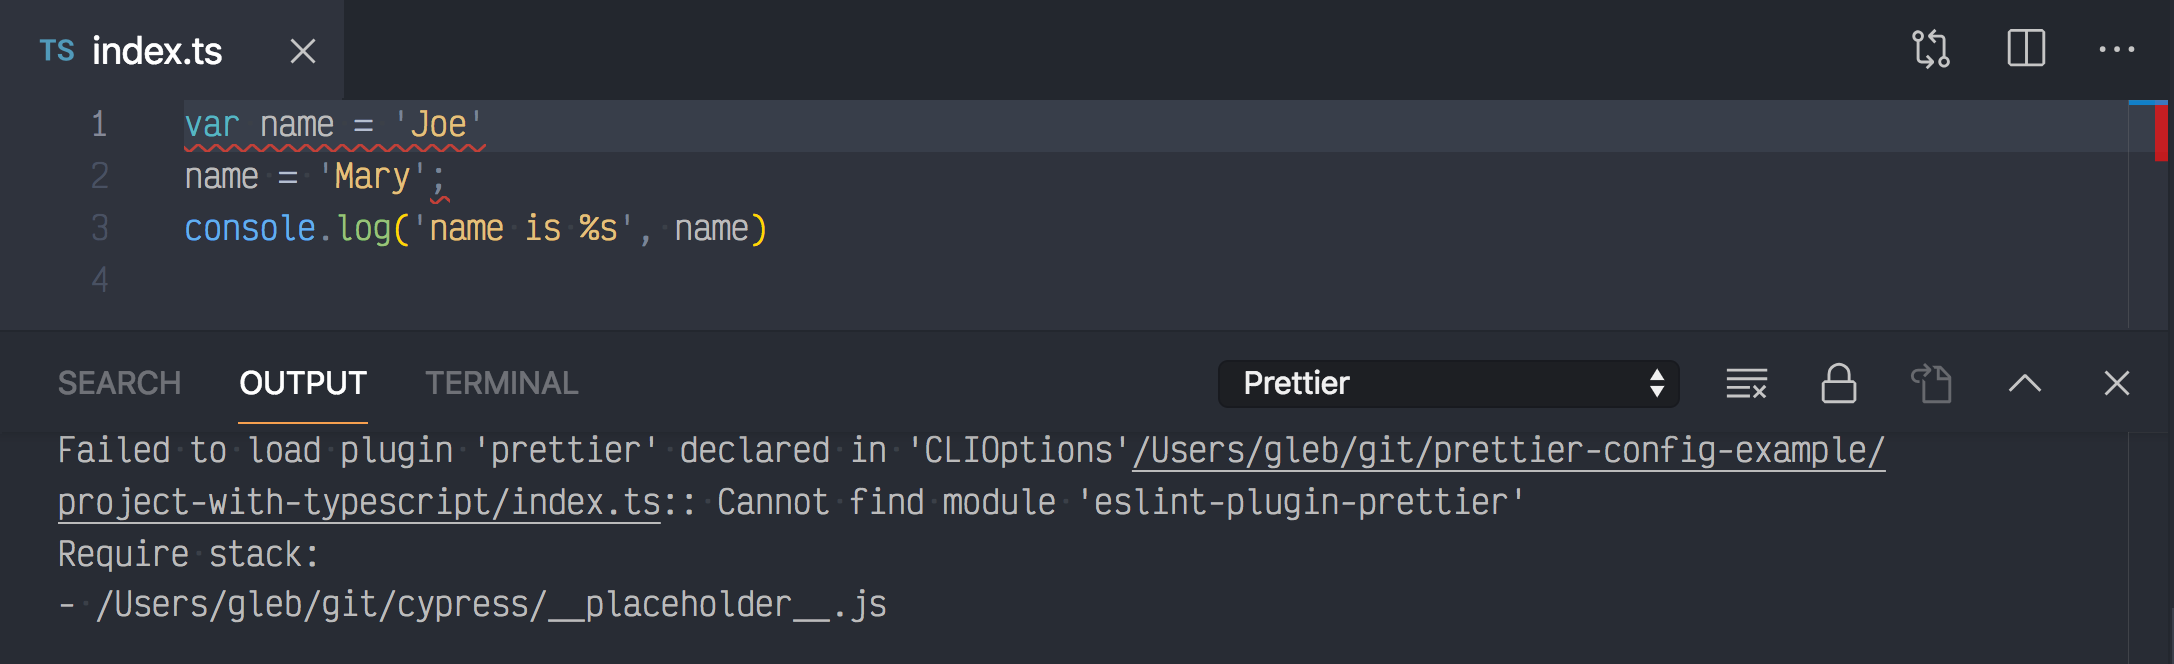 TS index.ts
1 var name = 'Joe'
2 name = 'Mary';
3 console.log('name is %s', name)
4
SEARCH OUTPUT TERMINAL Prettier
Failed to load plugin 'prettier' declared in 'CLIOptions'/Users/gleb/git/prettier-config-example/
project-with-typescript/index.ts:: Cannot find module 'eslint-plugin-prettier'
Require stack:
- /Users/gleb/git/cypress/__placeholder__.js